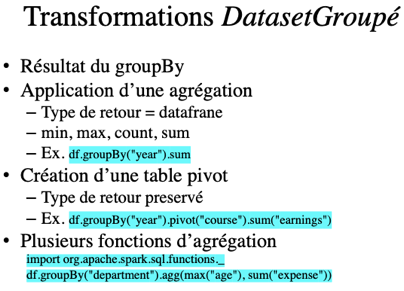 Transformations DatasetGroupé
• Résultat du groupBy
• Application d'une agrégation
– Type de retour = datafrane
– min, max, count, sum
– Ex. df.groupBy("year").sum
• Création d'une table pivot
– Type de retour preservé
– Ex. df.groupBy("year").pivot("course").sum("earnings")
• Plusieurs fonctions d'agrégation
import org.apache.spark.sql.functions._
df.groupBy("department").agg(max("age"), sum("expense"))